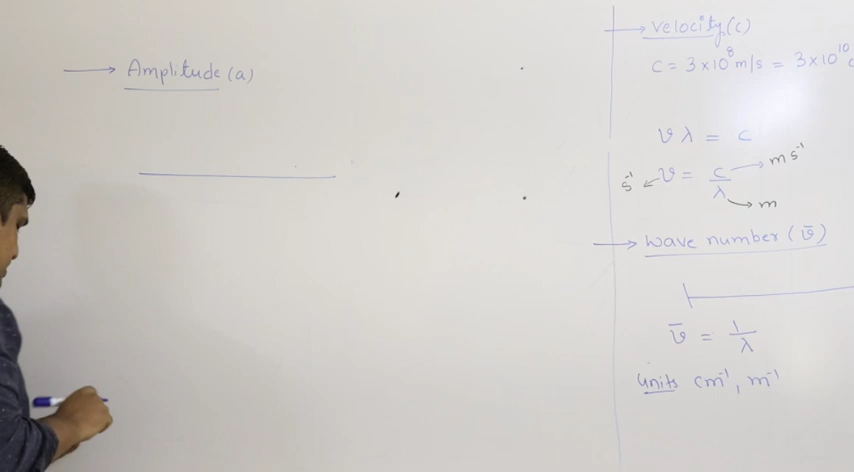 → Amplitude (a)
→ Velocity (c)
c = 3 × 10⁸ m/s = 3 × 10¹⁰ c
υ λ = c
s⁻¹ ← υ = c/λ → m s⁻¹
→ m
→ wave number (ῡ)
ῡ = 1/λ
units cm⁻¹, m⁻¹